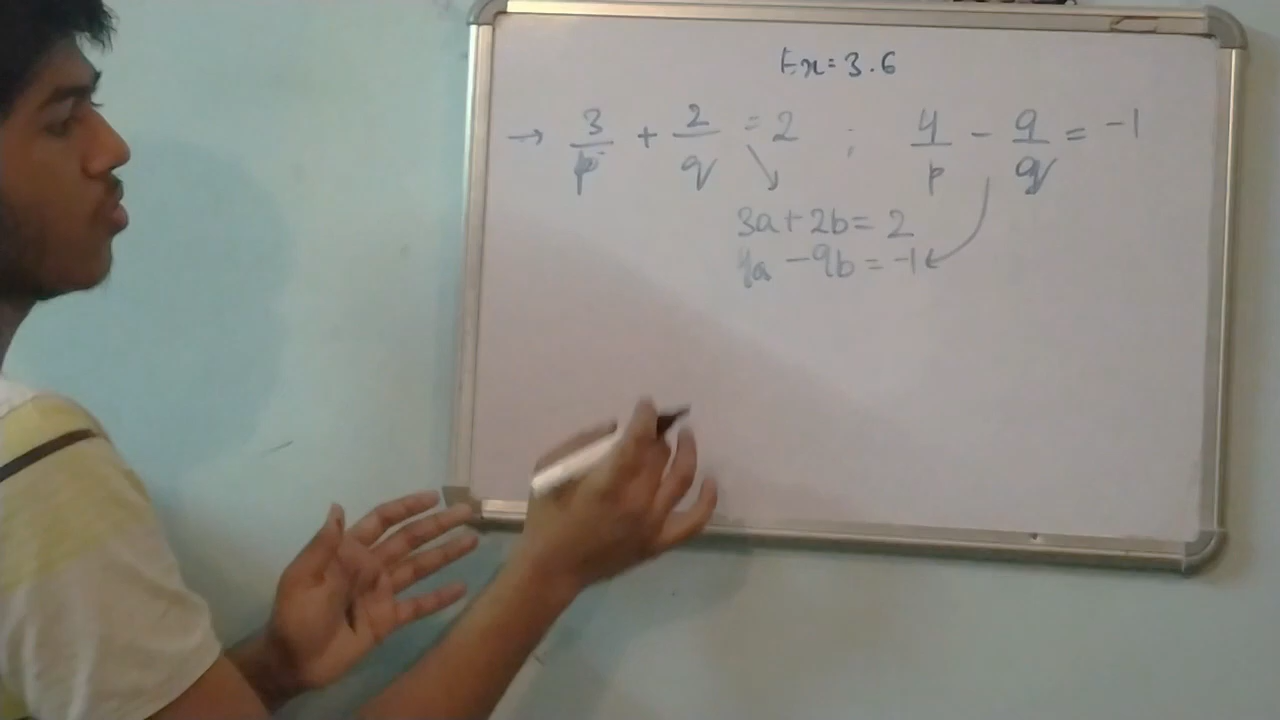 Ex = 3.6
→ 3/p + 2/q = 2 ; 4/p - 9/q = -1
3a + 2b = 2
4a - 9b = -1